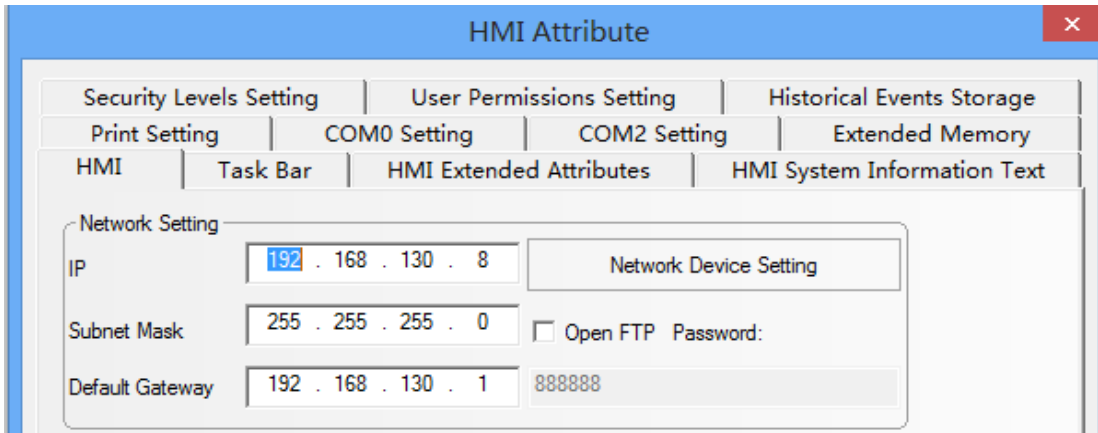 HMI Attribute
Security Levels Setting User Permissions Setting Historical Events Storage
Print Setting COM0 Setting COM2 Setting Extended Memory
HMI Task Bar HMI Extended Attributes HMI System Information Text
Network Setting
IP 192 . 168 . 130 . 8 Network Device Setting
Subnet Mask 255 . 255 . 255 . 0 Open FTP Password:
Default Gateway 192 . 168 . 130 . 1 888888